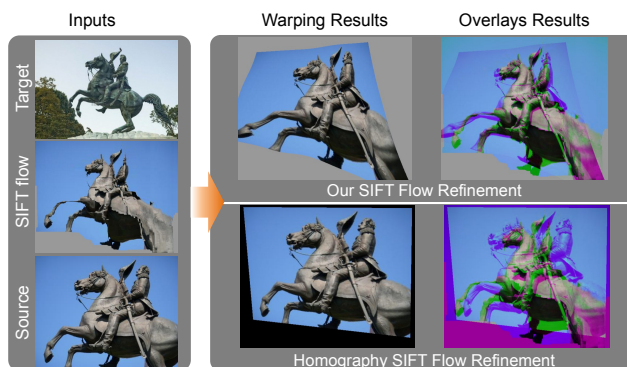 Inputs
Warping Results
Overlays Results
Target
SIFT flow
Source
Our SIFT Flow Refinement
Homography SIFT Flow Refinement